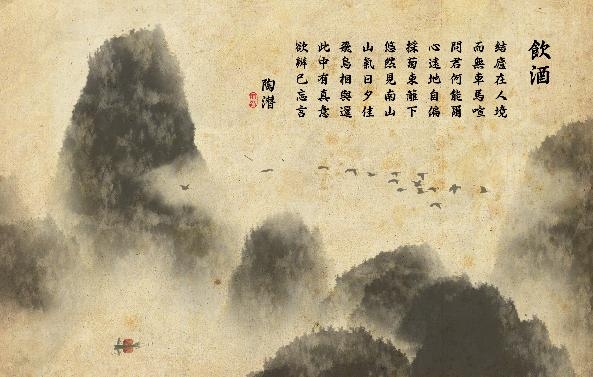 飲酒
結廬在人境
而無車馬喧
問君何能爾
心遠地自偏
採菊東籬下
悠然見南山
山氣日夕佳
飛鳥相與還
此中有真意
欲辨已忘言
陶潛